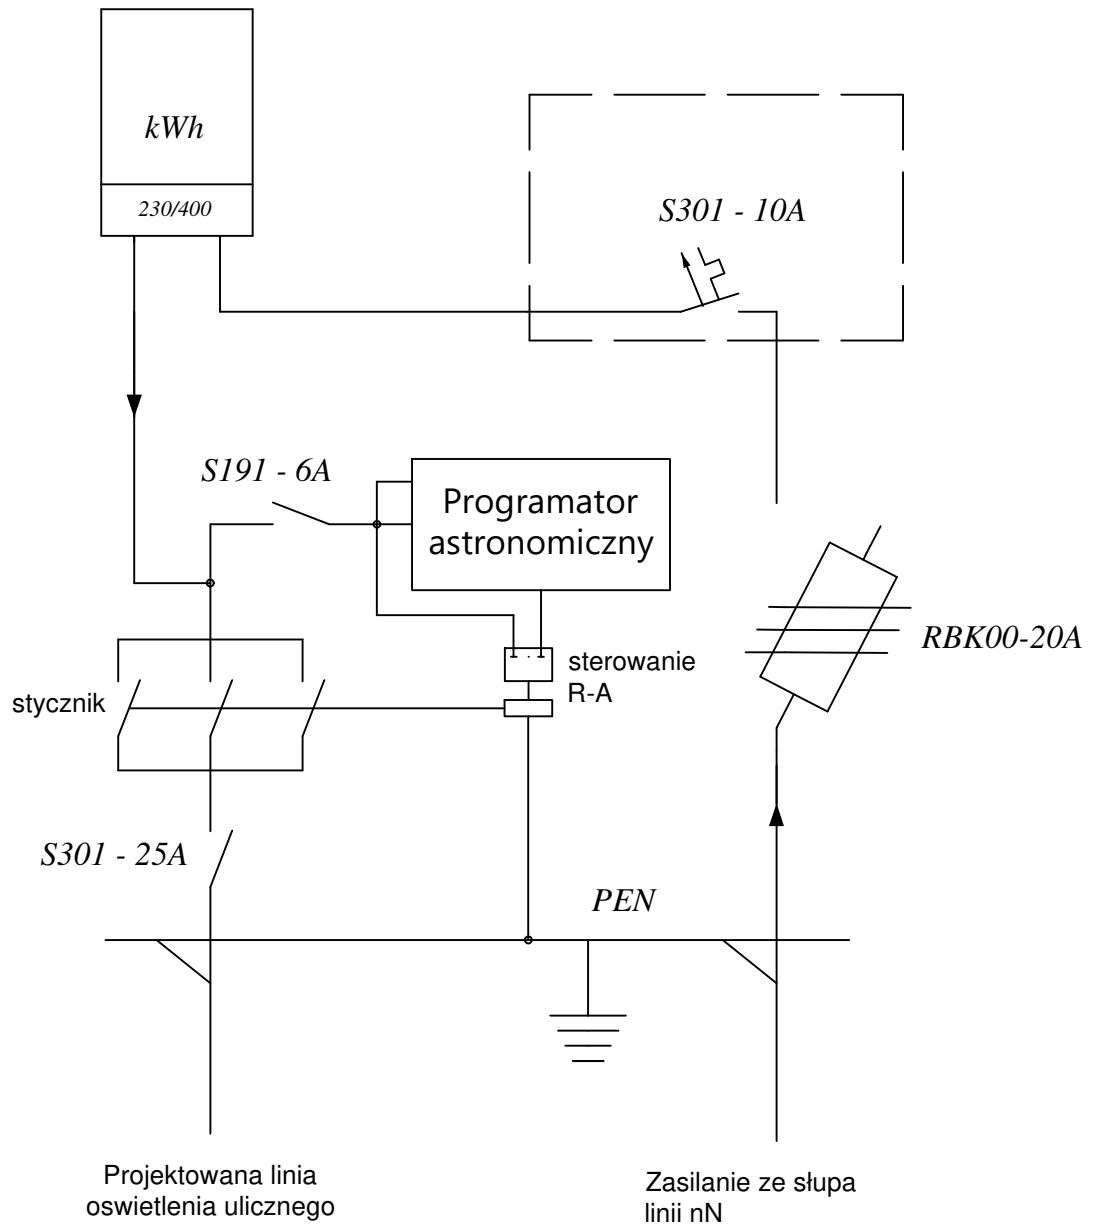 kWh
230/400
S301 - 10A
S191 - 6A
Programator
astronomiczny
RBK00-20A
sterowanie
R-A
stycznik
S301 - 25A
PEN
Projektowana linia
oswietlenia ulicznego
Zasilanie ze słupa
linii nN